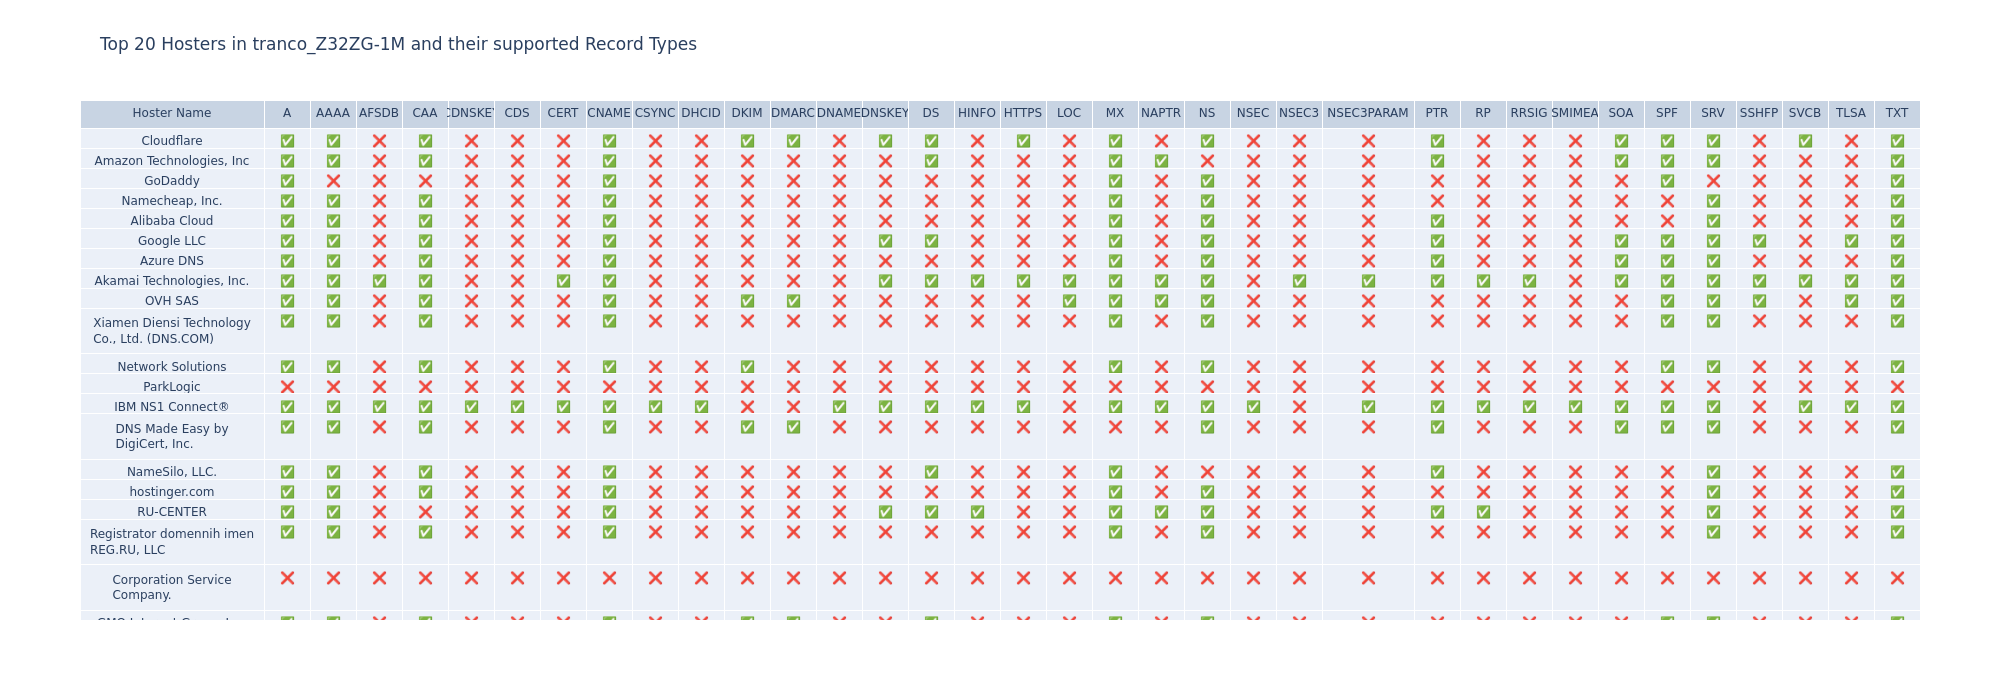 Top 20 Hosters in tranco_Z32ZG-1M and their supported Record Types
Hoster Name A AAAA AFSDB CAA CDNSKEY CDS CERT CNAME CSYNC DHCID DKIM DMARC DNAME DNSKEY DS HINFO HTTPS LOC MX NAPTR NS NSEC NSEC3 NSEC3PARAM PTR RP RRSIG SMIMEA SOA SPF SRV SSHFP SVCB TLSA TXT
Cloudflare
Amazon Technologies, Inc
GoDaddy
Namecheap, Inc.
Alibaba Cloud
Google LLC
Azure DNS
Akamai Technologies, Inc.
OVH SAS
Xiamen Diensi Technology
Co., Ltd. (DNS.COM)
Network Solutions
ParkLogic
IBM NS1 Connect®
DNS Made Easy by
DigiCert, Inc.
NameSilo, LLC.
hostinger.com
RU-CENTER
Registrator domennih imen
REG.RU, LLC
Corporation Service
Company.